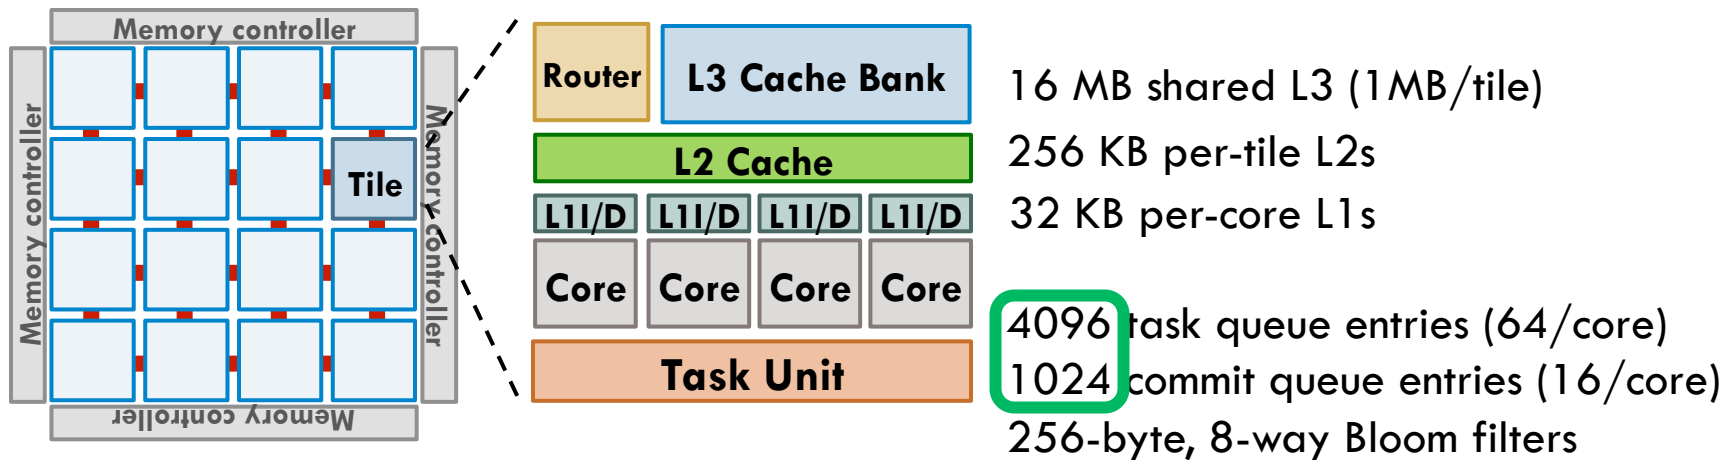 Memory controller
Memory controller
Memory controller
Tile
Memory controller
Router
L3 Cache Bank
L2 Cache
L1I/D L1I/D L1I/D L1I/D
Core Core Core Core
Task Unit
16 MB shared L3 (1MB/tile)
256 KB per-tile L2s
32 KB per-core L1s
4096 task queue entries (64/core)
1024 commit queue entries (16/core)
256-byte, 8-way Bloom filters